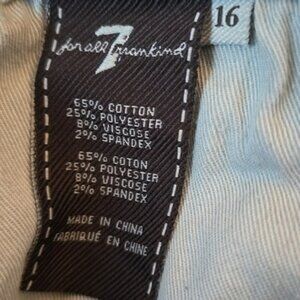 7
for all mankind
16
65% COTTON
25% POLYESTER
8% VISCOSE
2% SPANDEX
65% COTON
25% POLYESTER
8% VISCOSE
2% SPANDEX
MADE IN CHINA
FABRIQUÉ EN CHINE